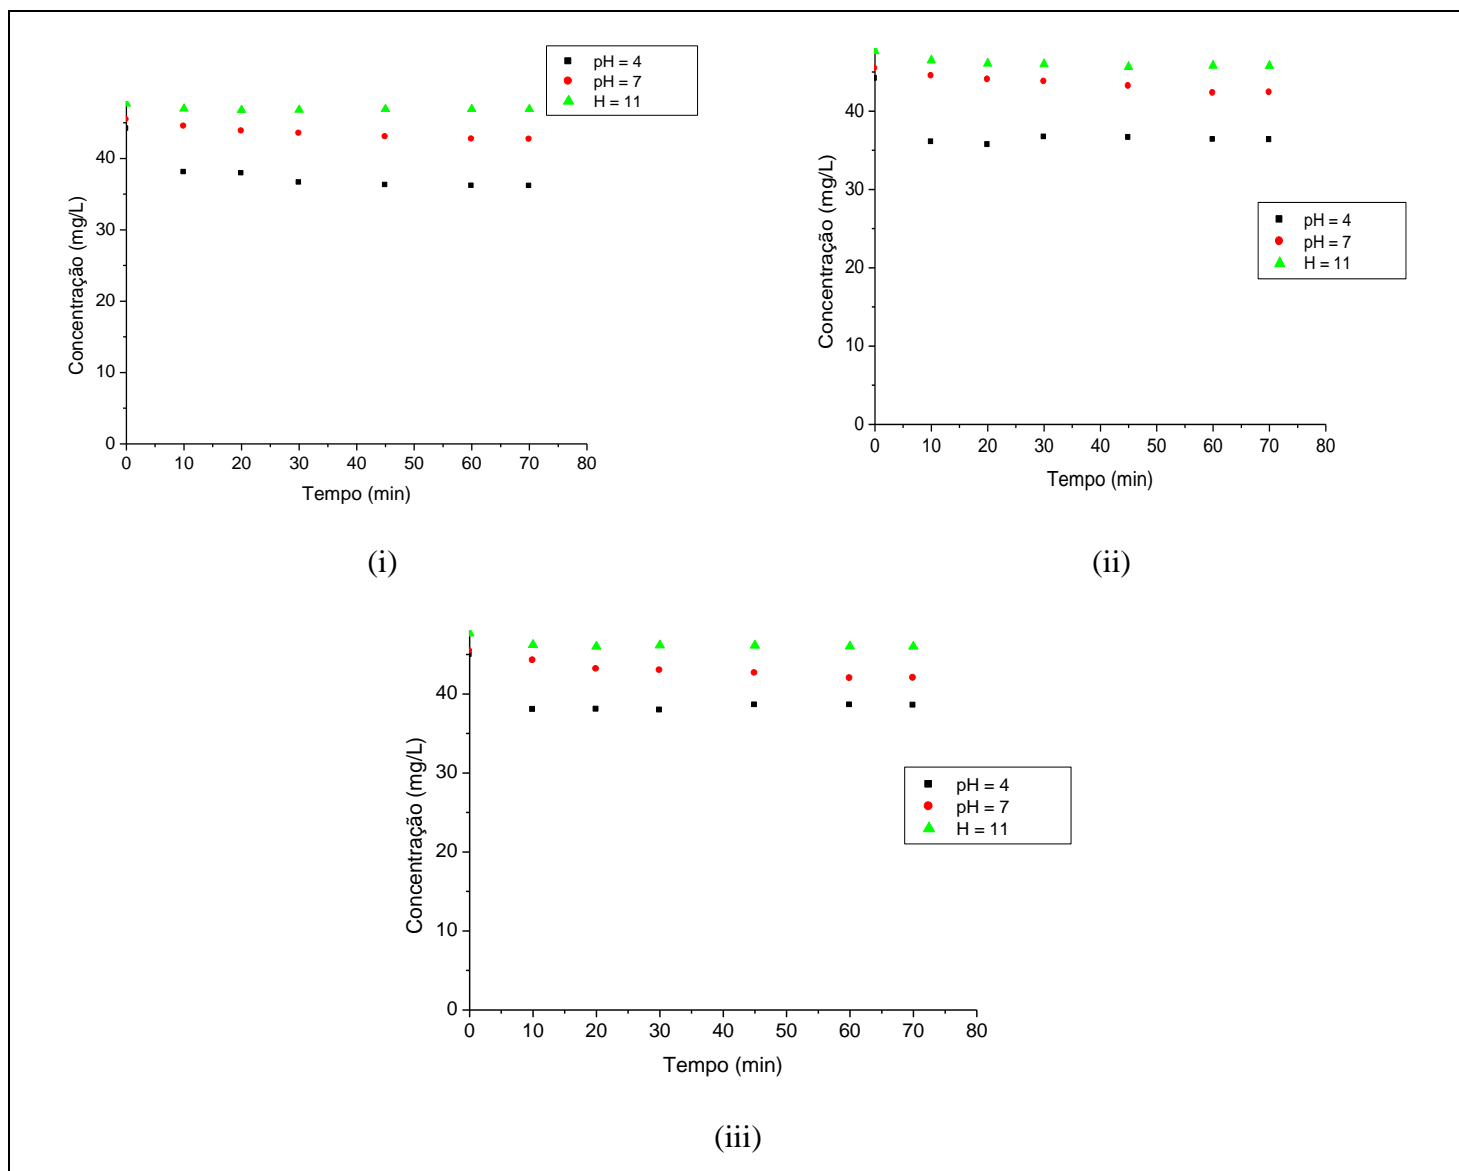 pH = 4
pH = 7
H = 11
Concentração (mg/L)
40
30
20
10
0
0 10 20 30 40 50 60 70 80
Tempo (min)
(i)
pH = 4
pH = 7
H = 11
Concentração (mg/L)
40
30
20
10
0
0 10 20 30 40 50 60 70 80
Tempo (min)
(ii)
pH = 4
pH = 7
H = 11
Concentração (mg/L)
40
30
20
10
0
0 10 20 30 40 50 60 70 80
Tempo (min)
(iii)